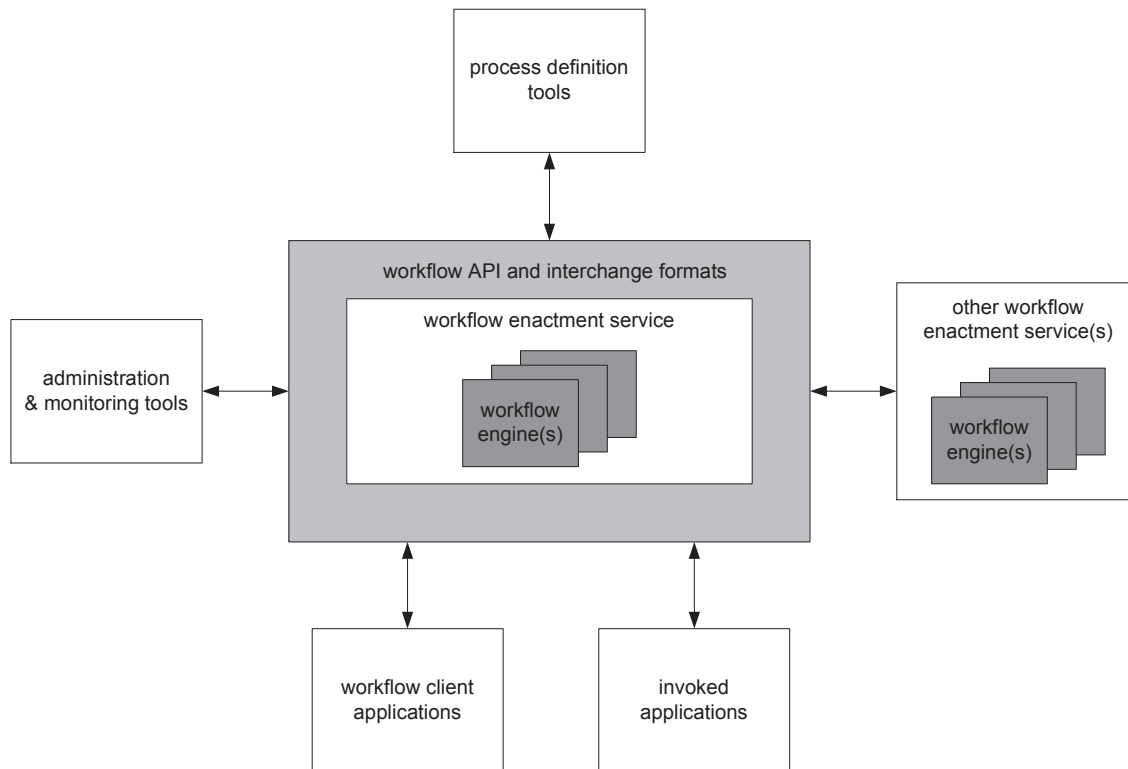 process definition
tools
workflow API and interchange formats
workflow enactment service
workflow
engine(s)
other workflow
enactment service(s)
workflow
engine(s)
administration
& monitoring tools
workflow client
applications
invoked
applications